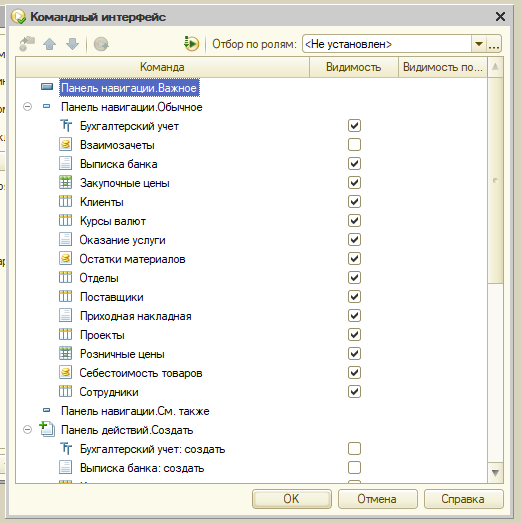 Командный интерфейс
Отбор по ролям: <Не установлен>
Команда Видимость Видимость по...
Панель навигации.Важное
Панель навигации.Обычное
Бухгалтерский учет
Взаимозачеты
Выписка банка
Закупочные цены
Клиенты
Курсы валют
Оказание услуги
Остатки материалов
Отделы
Поставщики
Приходная накладная
Проекты
Розничные цены
Себестоимость товаров
Сотрудники
Панель навигации.См. также
Панель действий.Создать
Бухгалтерский учет: создать
Выписка банка: создать
OK Отмена Справка